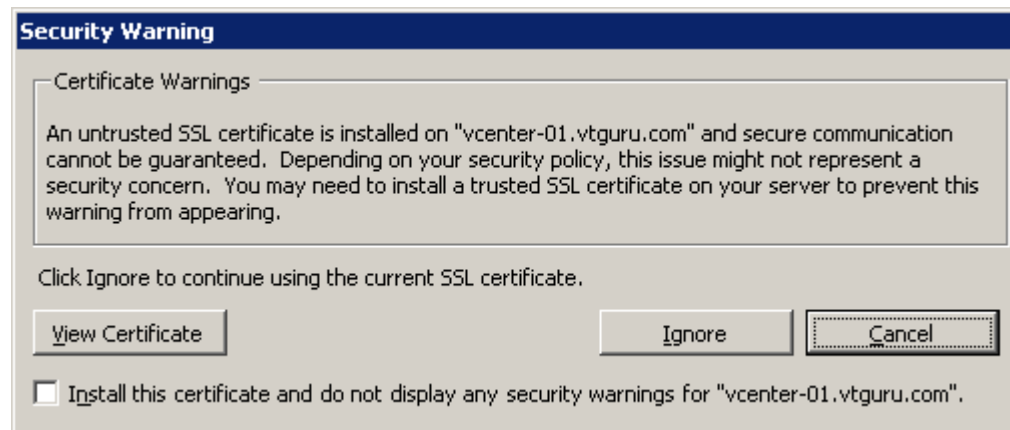 Security Warning
Certificate Warnings
An untrusted SSL certificate is installed on "vcenter-01.vtguru.com" and secure communication
cannot be guaranteed.  Depending on your security policy, this issue might not represent a
security concern.  You may need to install a trusted SSL certificate on your server to prevent this
warning from appearing.
Click Ignore to continue using the current SSL certificate.
View Certificate
Ignore
Cancel
Install this certificate and do not display any security warnings for "vcenter-01.vtguru.com".